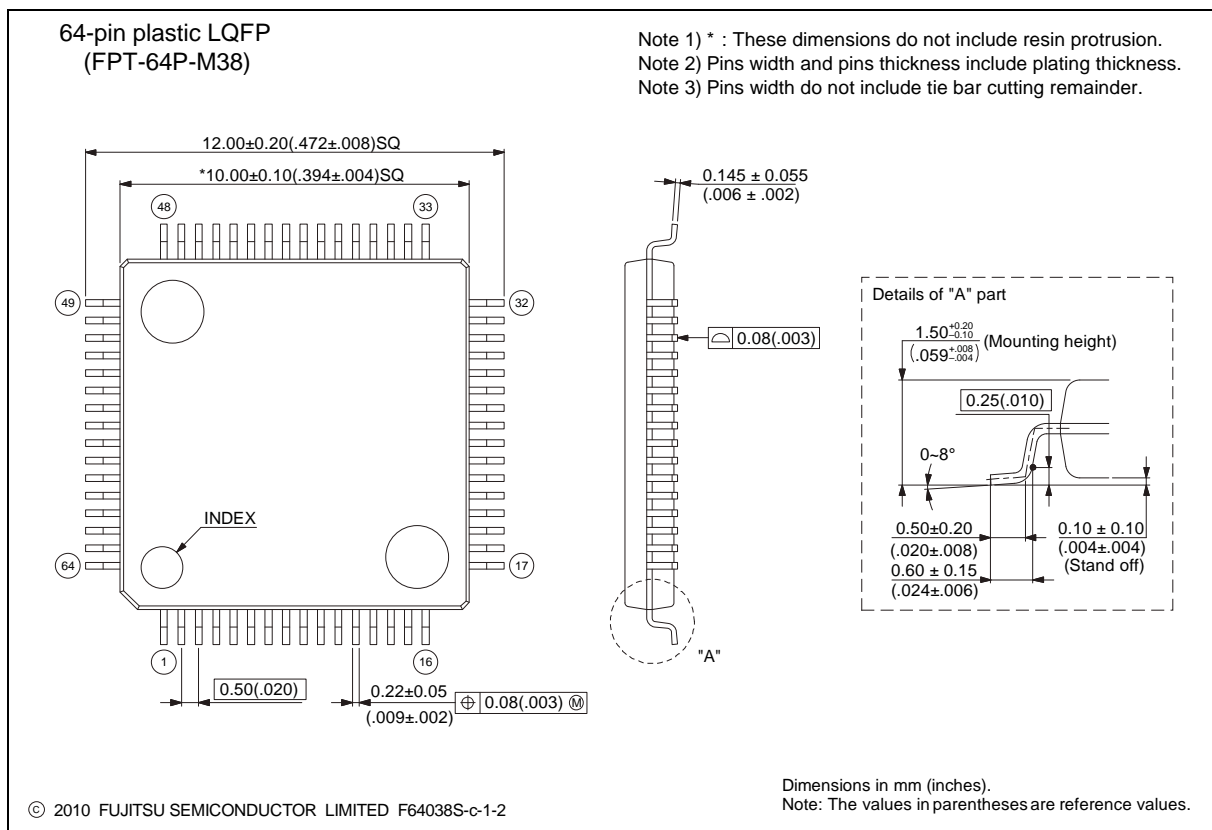 64-pin plastic LQFP
(FPT-64P-M38)
Note 1) * : These dimensions do not include resin protrusion.
Note 2) Pins width and pins thickness include plating thickness.
Note 3) Pins width do not include tie bar cutting remainder.
12.00±0.20(.472±.008)SQ
*10.00±0.10(.394±.004)SQ
48
33
49
32
64
17
INDEX
1
16
0.50(.020)
0.22±0.05
(.009±.002)
⌖ 0.08(.003) Ⓜ
0.145 ± 0.055
(.006 ± .002)
⌓ 0.08(.003)
"A"
Details of "A" part
1.50 +0.20 –0.10 (Mounting height)
(.059 +.008 –.004)
0.25(.010)
0~8°
0.50±0.20
(.020±.008)
0.60 ± 0.15
(.024±.006)
0.10 ± 0.10
(.004±.004)
(Stand off)
© 2010 FUJITSU SEMICONDUCTOR LIMITED F64038S-c-1-2
Dimensions in mm (inches).
Note: The values in parentheses are reference values.